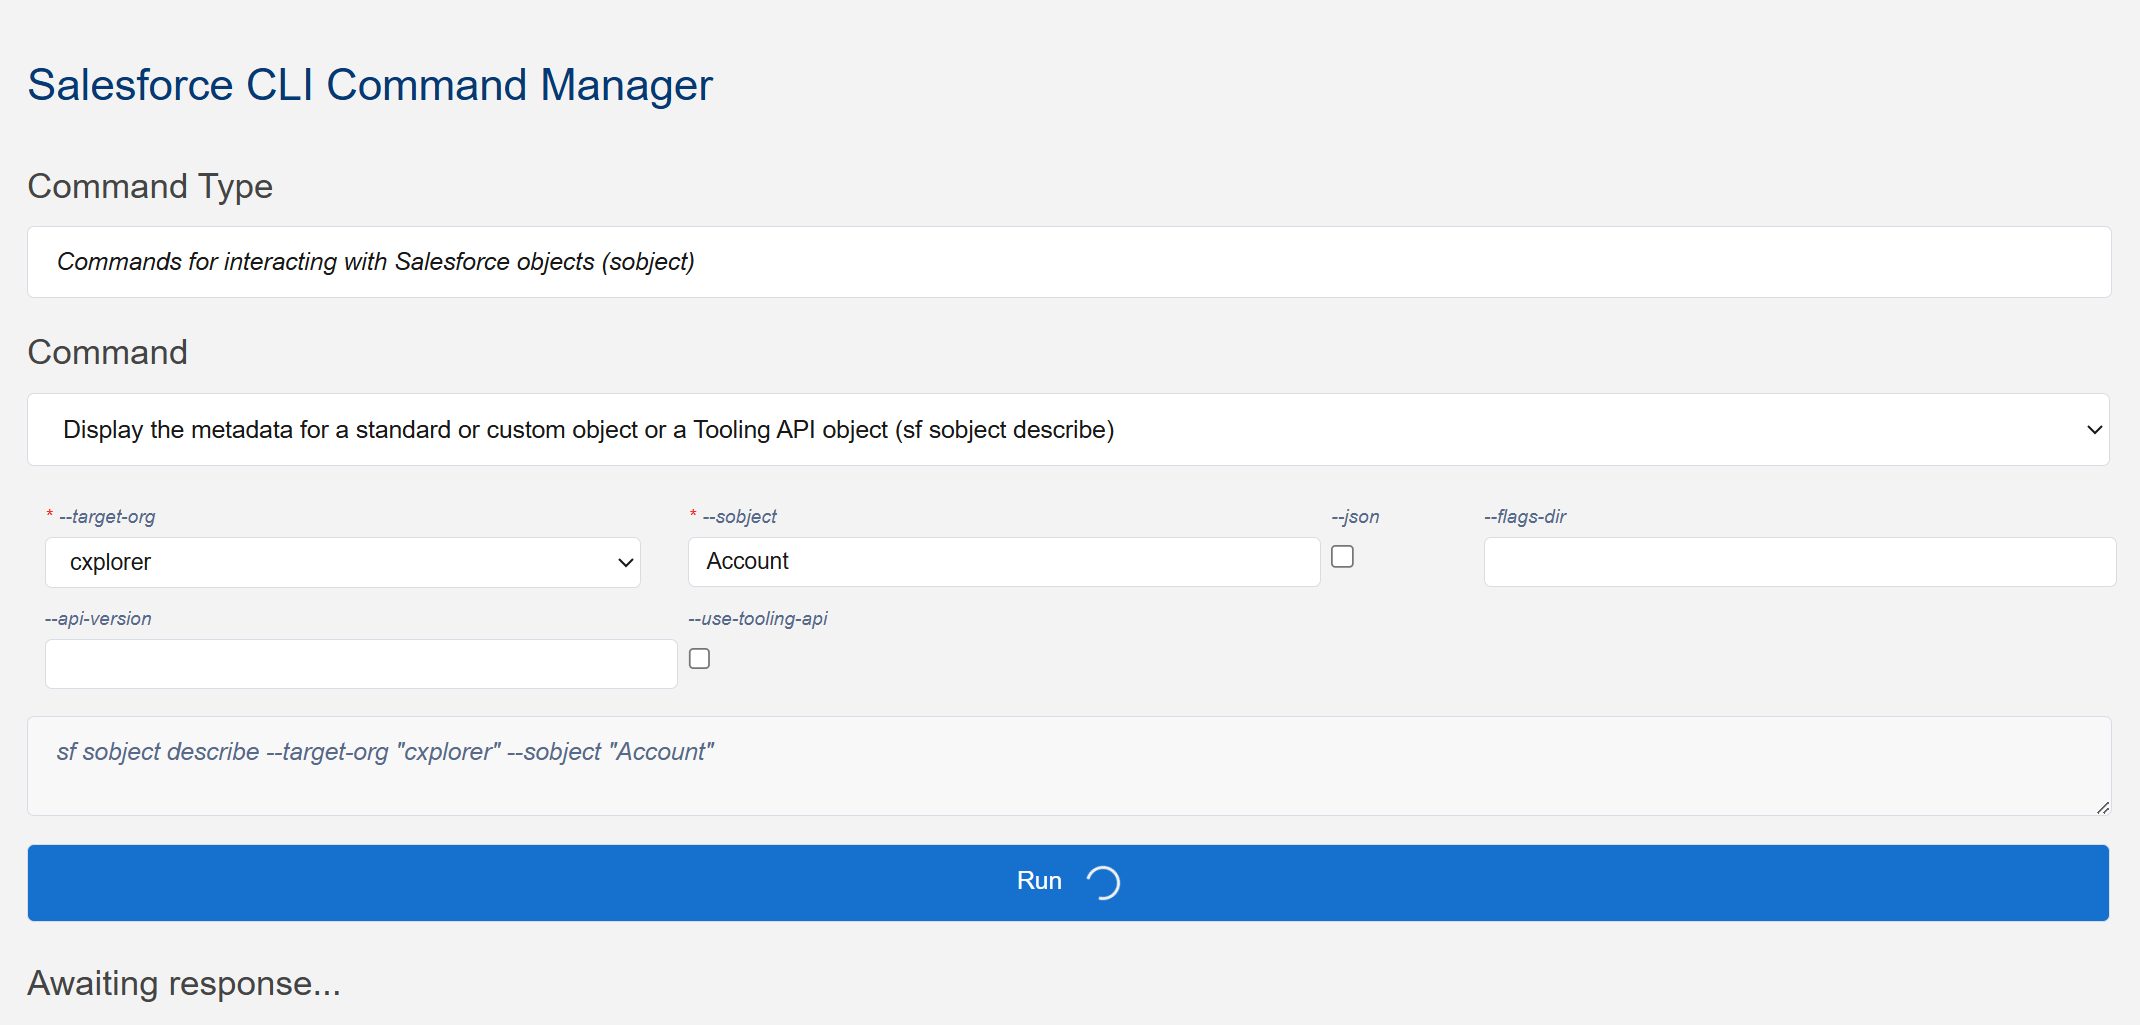 Salesforce CLI Command Manager
Command Type
Commands for interacting with Salesforce objects (sobject)
Command
Display the metadata for a standard or custom object or a Tooling API object (sf sobject describe)
* --target-org * --sobject --json --flags-dir
cxplorer Account
--api-version --use-tooling-api
sf sobject describe --target-org "cxplorer" --sobject "Account"
Run
Awaiting response...